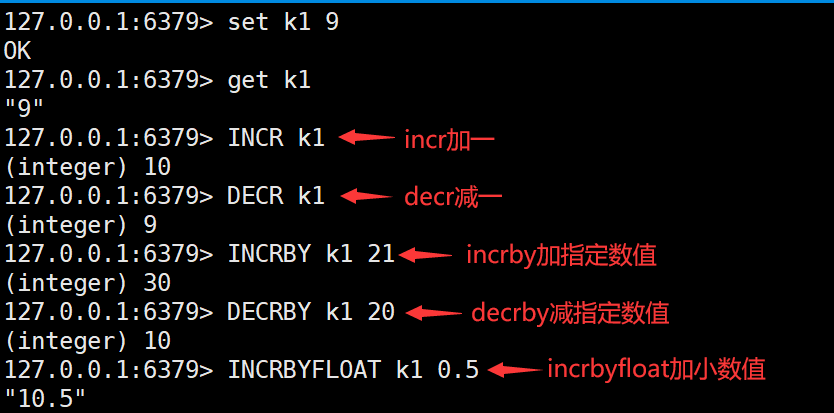 127.0.0.1:6379> set k1 9
OK
127.0.0.1:6379> get k1
"9"
127.0.0.1:6379> INCR k1 incr加一
(integer) 10
127.0.0.1:6379> DECR k1 decr减一
(integer) 9
127.0.0.1:6379> INCRBY k1 21 incrby加指定数值
(integer) 30
127.0.0.1:6379> DECRBY k1 20 decrby减指定数值
(integer) 10
127.0.0.1:6379> INCRBYFLOAT k1 0.5 incrbyfloat加小数值
"10.5"